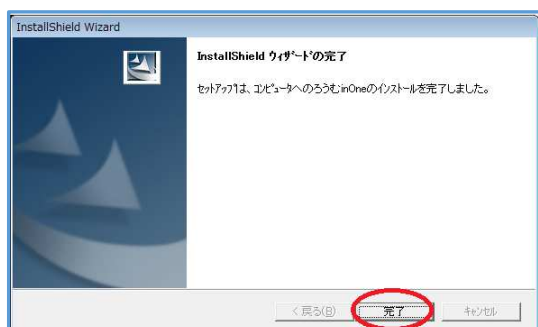 InstallShield Wizard
InstallShield ｳｨｻﾞｰﾄﾞの完了
ｾｯﾄｱｯﾌﾟは、ｺﾝﾋﾟｭｰﾀへのろうむinOneのｲﾝｽﾄｰﾙを完了しました。
< 戻る(B)
完了
ｷｬﾝｾﾙ